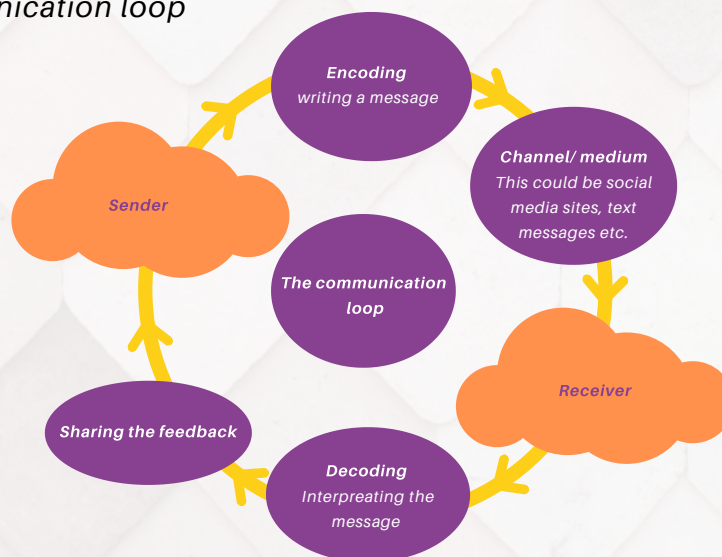 loop
Encoding
writing a message
Channel/ medium
This could be social
media sites, text
messages etc.
Sender
The communication
loop
Receiver
Sharing the feedback
Decoding
Interpreating the
message